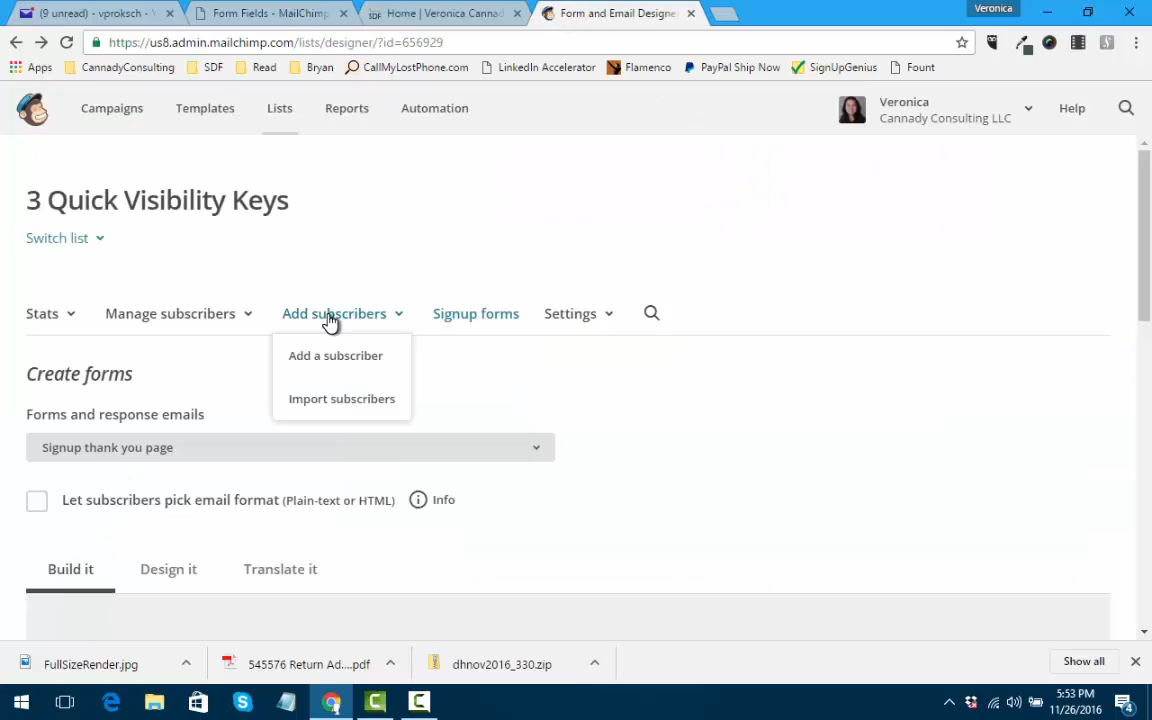 (9 unread) - vproksch -
Form Fields - MailChimp
Home | Veronica Cannad
Form and Email Designe
Veronica
https://us8.admin.mailchimp.com/lists/designer/?id=656929
Apps
CannadyConsulting
SDF
Read
Bryan
CallMyLostPhone.com
LinkedIn Accelerator
Flamenco
PayPal Ship Now
SignUpGenius
Fount
Campaigns
Templates
Lists
Reports
Automation
Veronica
Cannady Consulting LLC
Help
3 Quick Visibility Keys
Switch list
Stats
Manage subscribers
Add subscribers
Signup forms
Settings
Add a subscriber
Import subscribers
Create forms
Forms and response emails
Signup thank you page
Let subscribers pick email format (Plain-text or HTML)
Info
Build it
Design it
Translate it
FullSizeRender.jpg
545576 Return Ad....pdf
dhnov2016_330.zip
Show all
5:53 PM
11/26/2016
4